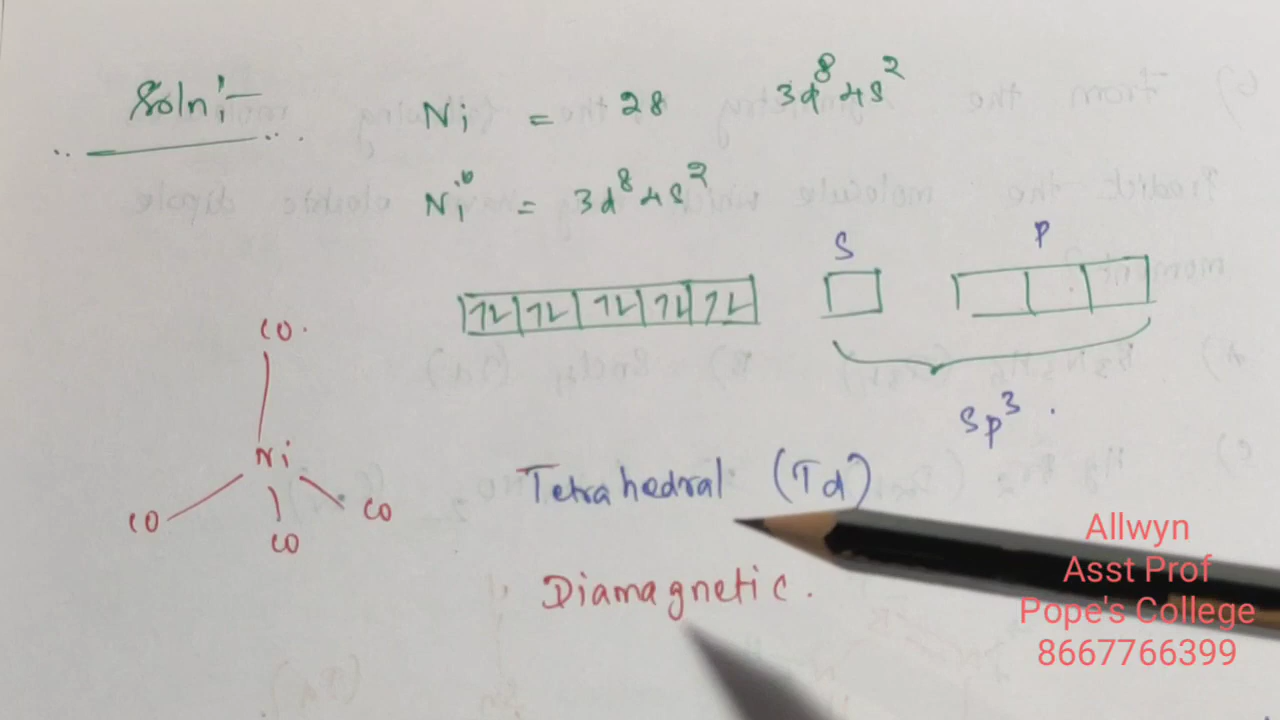 Soln:-
Ni = 28 3d⁸ 4s²
Ni⁰ = 3d⁸ 4s²
S P
sp³.
CO.
Ni
CO CO
CO
Tetrahedral (Td)
Diamagnetic.
Allwyn
Asst Prof
Pope's College
8667766399